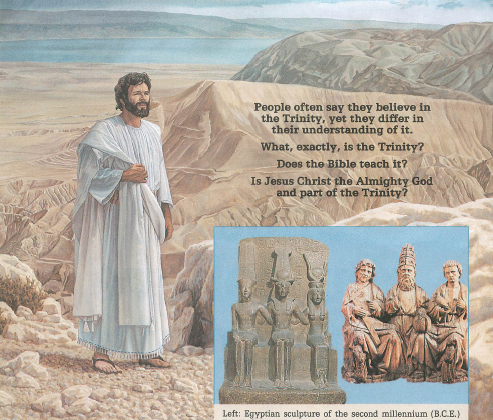 People often say they believe in
the Trinity, yet they differ in
their understanding of it.
What, exactly, is the Trinity?
Does the Bible teach it?
Is Jesus Christ the Almighty God
and part of the Trinity?
Left: Egyptian sculpture of the second millennium (B.C.E.)